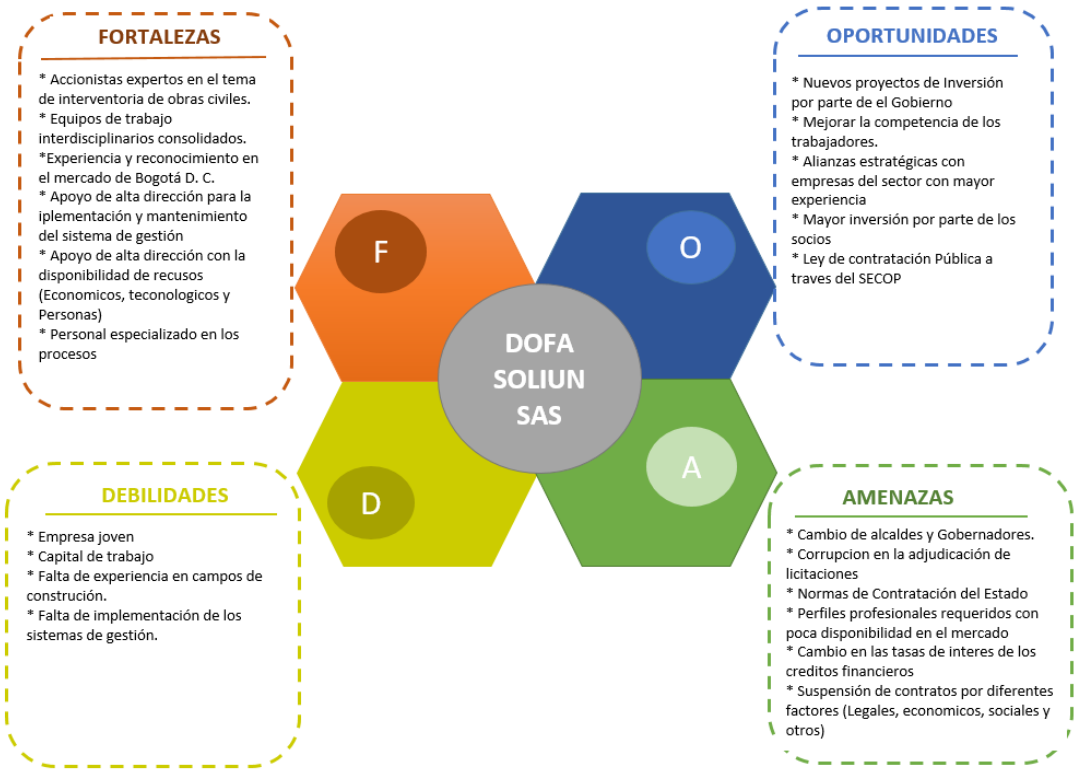 FORTALEZAS
* Accionistas expertos en el tema
de interventoria de obras civiles.
* Equipos de trabajo
interdisciplinarios consolidados.
*Experiencia y reconocimiento en
el mercado de Bogotá D. C.
* Apoyo de alta dirección para la
iplementación y mantenimiento
del sistema de gestión
* Apoyo de alta dirección con la
disponibilidad de recusos
(Economicos, teconologicos y
Personas)
* Personal especializado en los
procesos
OPORTUNIDADES
* Nuevos proyectos de Inversión
por parte de el Gobierno
* Mejorar la competencia de los
trabajadores.
* Alianzas estratégicas con
empresas del sector con mayor
experiencia
* Mayor inversión por parte de los
socios
* Ley de contratación Pública a
traves del SECOP
F
O
DOFA
SOLIUN
SAS
D
A
DEBILIDADES
* Empresa joven
* Capital de trabajo
* Falta de experiencia en campos de
construción.
* Falta de implementación de los
sistemas de gestión.
AMENAZAS
* Cambio de alcaldes y Gobernadores.
* Corrupcion en la adjudicación de
licitaciones
* Normas de Contratación del Estado
* Perfiles profesionales requeridos con
poca disponibilidad en el mercado
* Cambio en las tasas de interes de los
creditos financieros
* Suspensión de contratos por diferentes
factores (Legales, economicos, sociales y
otros)